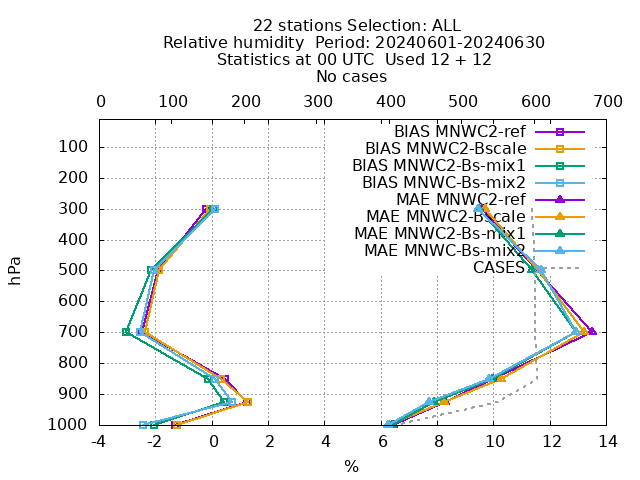 22 stations Selection: ALL
Relative humidity  Period: 20240601-20240630
Statistics at 00 UTC  Used 12 + 12
No cases
0 100 200 300 400 500 600 700
BIAS MNWC2-ref
BIAS MNWC2-Bscale
BIAS MNWC2-Bs-mix1
BIAS MNWC-Bs-mix2
MAE MNWC2-ref
MAE MNWC2-Bscale
MAE MNWC2-Bs-mix1
MAE MNWC-Bs-mix2
CASES
100
200
300
400
500
600
700
800
900
1000
hPa
-4 -2 0 2 4 6 8 10 12 14
%